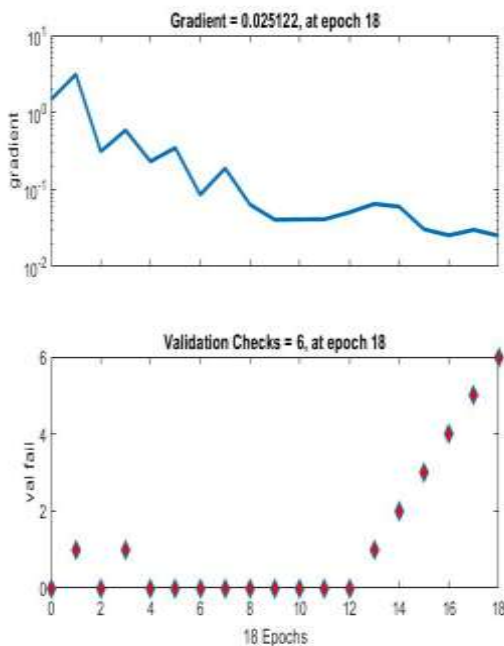 Gradient = 0.025122, at epoch 18
10^1
10^0
10^-1
10^-2
gradient
Validation Checks = 6, at epoch 18
6
4
2
0
val fail
0 2 4 6 8 10 12 14 16 18
18 Epochs